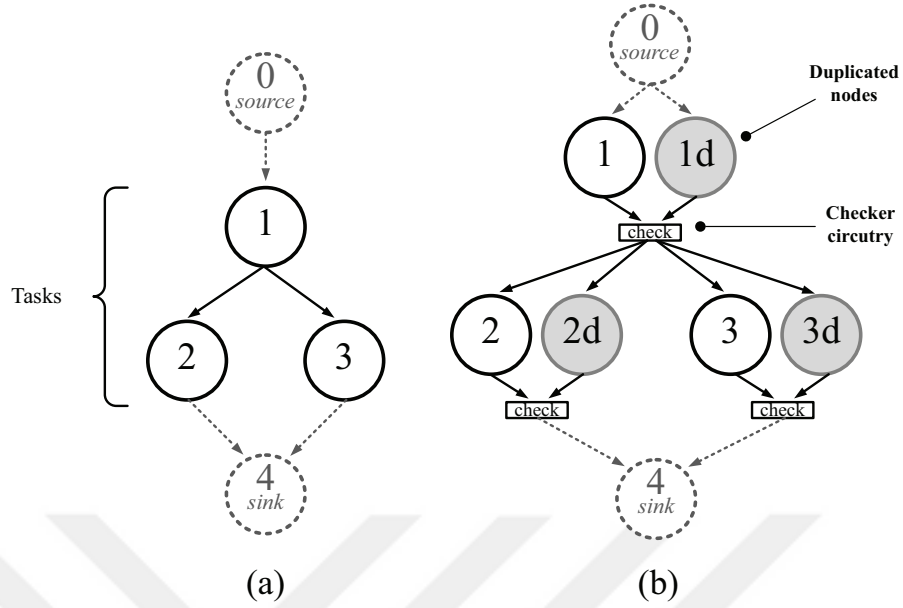 0
source
1
Tasks
2
3
4
sink
(a)
0
source
Duplicated
nodes
1
1d
check
Checker
circutry
2
2d
3
3d
check
check
4
sink
(b)